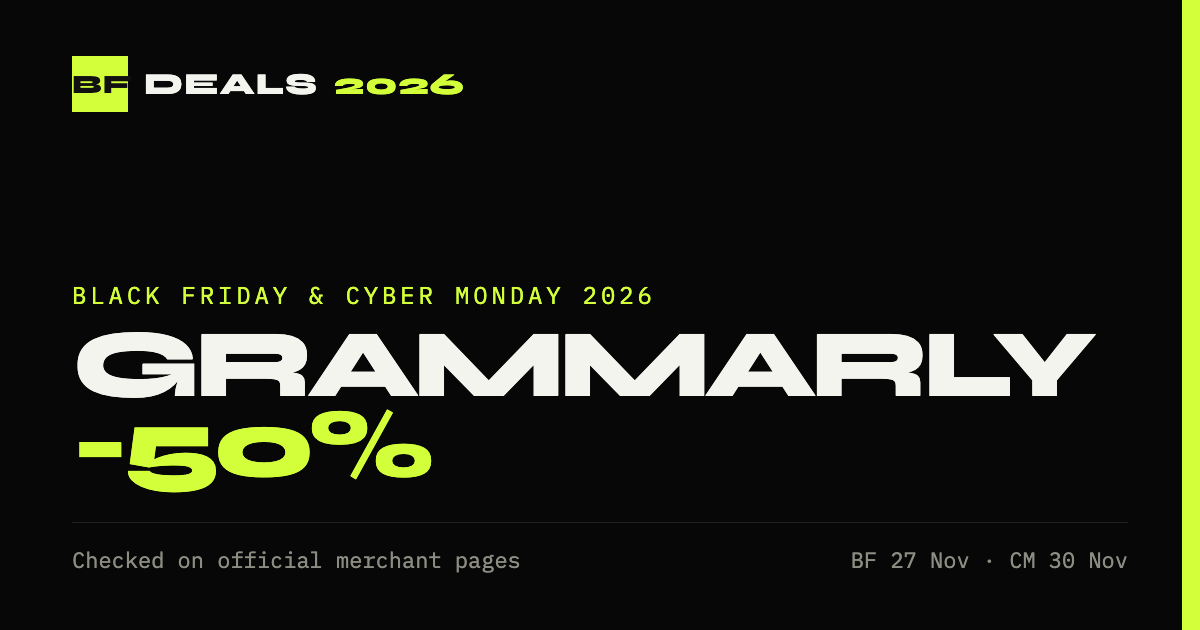 BF DEALS 2026
BLACK FRIDAY & CYBER MONDAY 2026
GRAMMARLY
-50%
Checked on official merchant pages
BF 27 Nov · CM 30 Nov